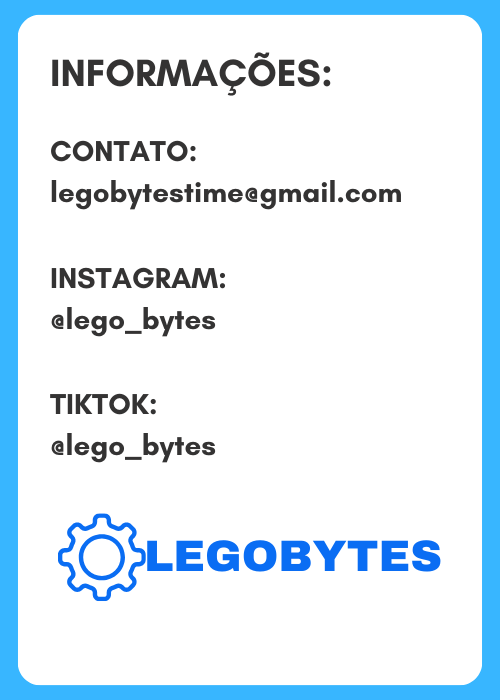 INFORMAÇÕES:
CONTATO:
legobytestime@gmail.com
INSTAGRAM:
@lego_bytes
TIKTOK:
@lego_bytes
LEGOBYTES